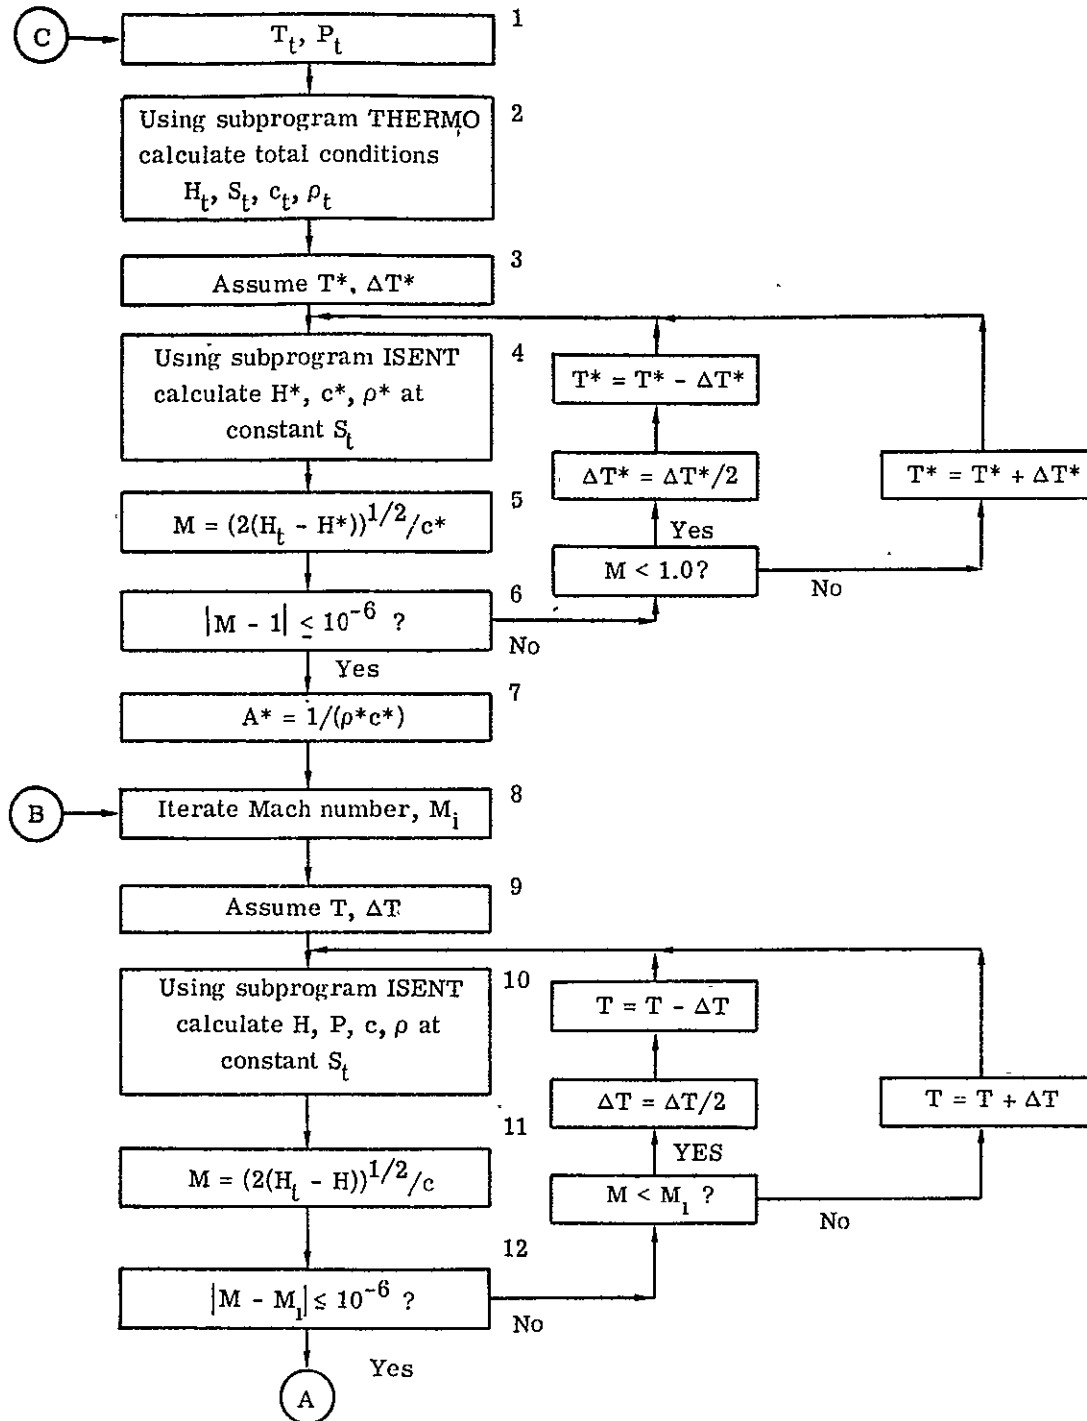 C
T_t, P_t
1
Using subprogram THERMO
calculate total conditions
H_t, S_t, c_t, ρ_t
2
Assume T*, ΔT*
3
Using subprogram ISENT
calculate H*, c*, ρ* at
constant S_t
4
T* = T* - ΔT*
ΔT* = ΔT*/2
T* = T* + ΔT*
M = (2(H_t - H*))^1/2/c*
5
Yes
M < 1.0?
No
|M - 1| ≤ 10^-6 ?
6
No
Yes
A* = 1/(ρ*c*)
7
B
Iterate Mach number, M_i
8
Assume T, ΔT
9
Using subprogram ISENT
calculate H, P, c, ρ at
constant S_t
10
T = T - ΔT
ΔT = ΔT/2
T = T + ΔT
M = (2(H_t - H))^1/2/c
11
YES
M < M_i ?
No
|M - M_i| ≤ 10^-6 ?
12
No
Yes
A